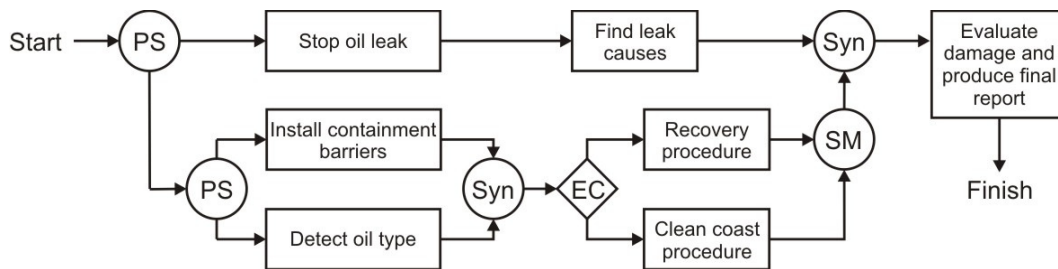 Start
PS
Stop oil leak
Find leak
causes
Syn
Evaluate
damage and
produce final
report
Install containment
barriers
PS
Detect oil type
Syn
EC
Recovery
procedure
SM
Clean coast
procedure
Finish